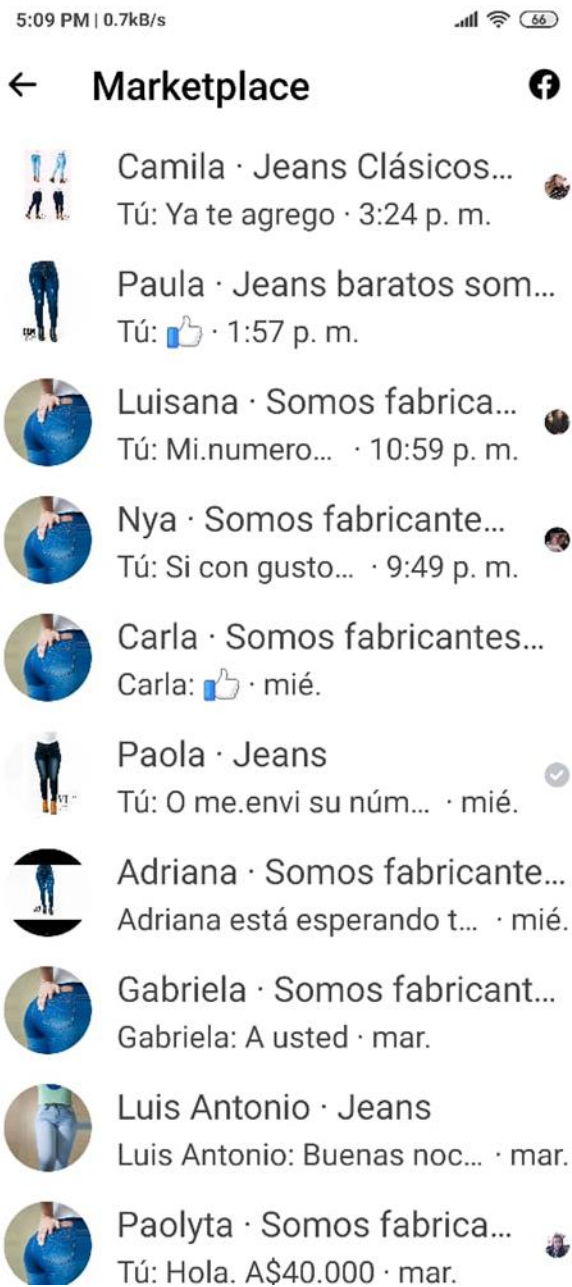 5:09 PM | 0.7kB/s
66
Marketplace
Camila · Jeans Clásicos...
Tú: Ya te agrego · 3:24 p. m.
Paula · Jeans baratos som...
Tú: 👍 · 1:57 p. m.
Luisana · Somos fabrica...
Tú: Mi.numero... · 10:59 p. m.
Nya · Somos fabricante...
Tú: Si con gusto... · 9:49 p. m.
Carla · Somos fabricantes...
Carla: 👍 · mié.
Paola · Jeans
Tú: O me.envi su núm... · mié.
Adriana · Somos fabricante...
Adriana está esperando t... · mié.
Gabriela · Somos fabricant...
Gabriela: A usted · mar.
Luis Antonio · Jeans
Luis Antonio: Buenas noc... · mar.
Paolyta · Somos fabrica...
Tú: Hola. A$40.000 · mar.